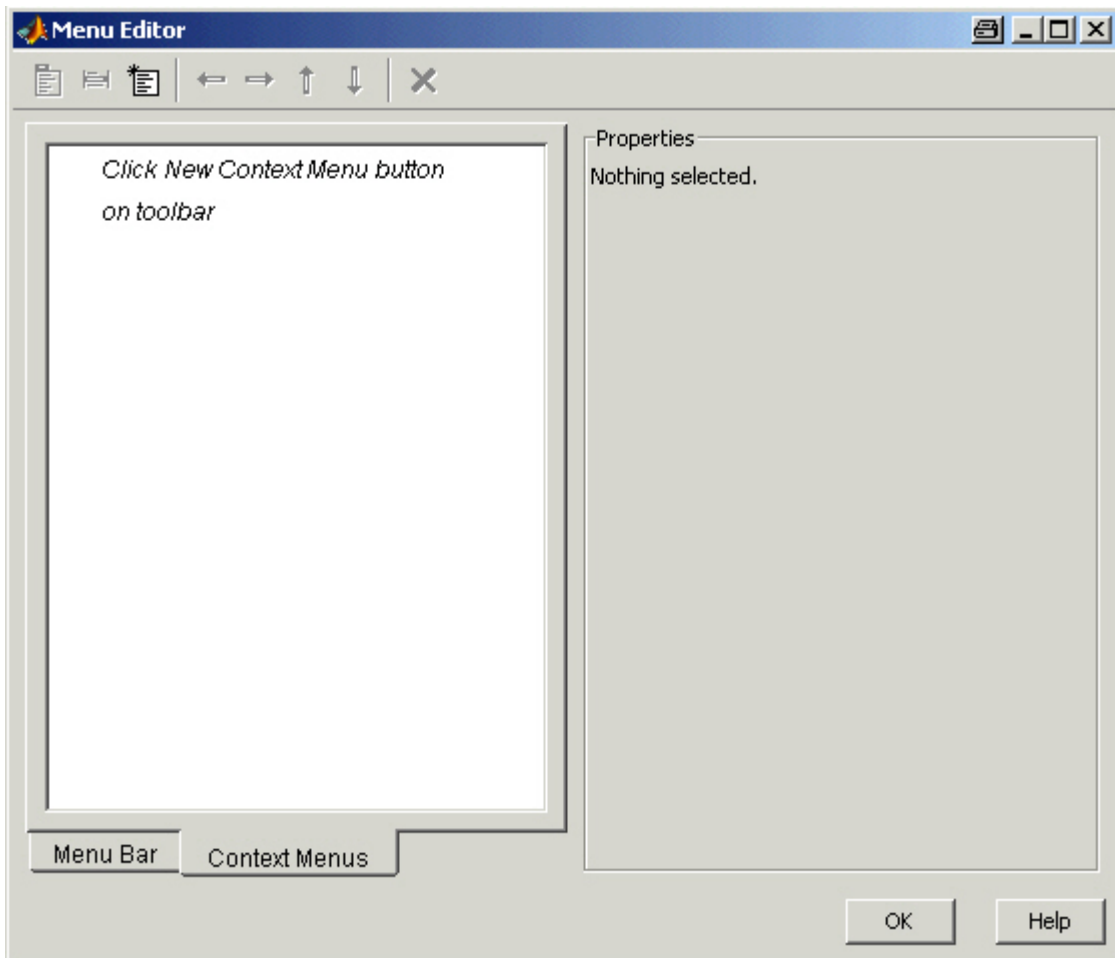 Menu Editor
Click New Context Menu button
on toolbar
Properties
Nothing selected.
Menu Bar
Context Menus
OK
Help